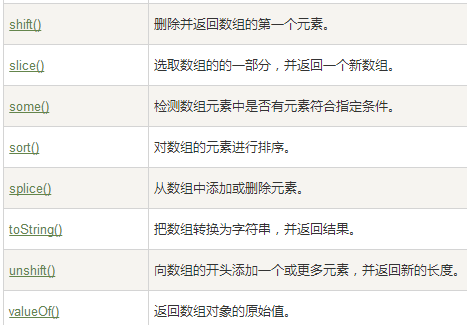 shift() 删除并返回数组的第一个元素。
slice() 选取数组的的一部分，并返回一个新数组。
some() 检测数组元素中是否有元素符合指定条件。
sort() 对数组的元素进行排序。
splice() 从数组中添加或删除元素。
toString() 把数组转换为字符串，并返回结果。
unshift() 向数组的开头添加一个或更多元素，并返回新的长度。
valueOf() 返回数组对象的原始值。